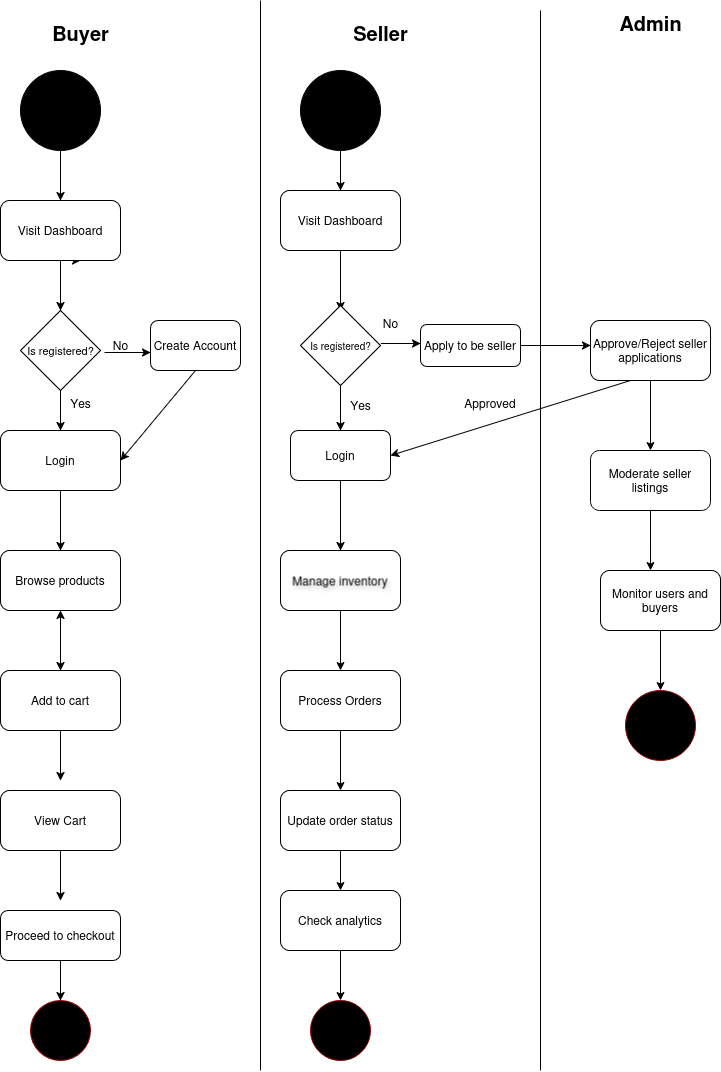 Buyer
Seller
Admin
Visit Dashboard
Visit Dashboard
Is registered?
No
Create Account
Yes
Is registered?
No
Apply to be seller
Yes
Approved
Approve/Reject seller
applications
Login
Login
Moderate seller
listings
Browse products
Manage inventory
Monitor users and
buyers
Add to cart
Process Orders
View Cart
Update order status
Proceed to checkout
Check analytics